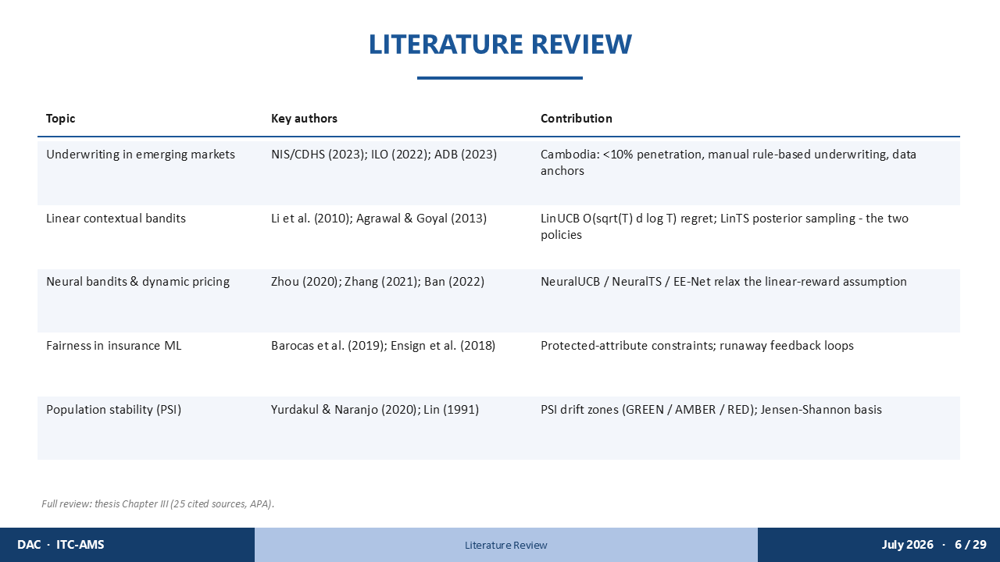 LITERATURE REVIEW
Topic Key authors Contribution
Underwriting in emerging markets NIS/CDHS (2023); ILO (2022); ADB (2023) Cambodia: <10% penetration, manual rule-based underwriting, data
anchors
Linear contextual bandits Li et al. (2010); Agrawal & Goyal (2013) LinUCB O(sqrt(T) d log T) regret; LinTS posterior sampling - the two
policies
Neural bandits & dynamic pricing Zhou (2020); Zhang (2021); Ban (2022) NeuralUCB / NeuralTS / EE-Net relax the linear-reward assumption
Fairness in insurance ML Barocas et al. (2019); Ensign et al. (2018) Protected-attribute constraints; runaway feedback loops
Population stability (PSI) Yurdakul & Naranjo (2020); Lin (1991) PSI drift zones (GREEN / AMBER / RED); Jensen-Shannon basis
Full review: thesis Chapter III (25 cited sources, APA).
DAC · ITC-AMS Literature Review July 2026 · 6 / 29